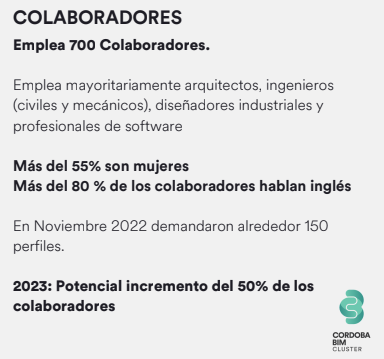 COLABORADORES
Emplea 700 Colaboradores.
Emplea mayoritariamente arquitectos, ingenieros
(civiles y mecánicos), diseñadores industriales y
profesionales de software
Más del 55% son mujeres
Más del 80 % de los colaboradores hablan inglés
En Noviembre 2022 demandaron alrededor 150
perfiles.
2023: Potencial incremento del 50% de los
colaboradores
CORDOBA
BIM
CLUSTER